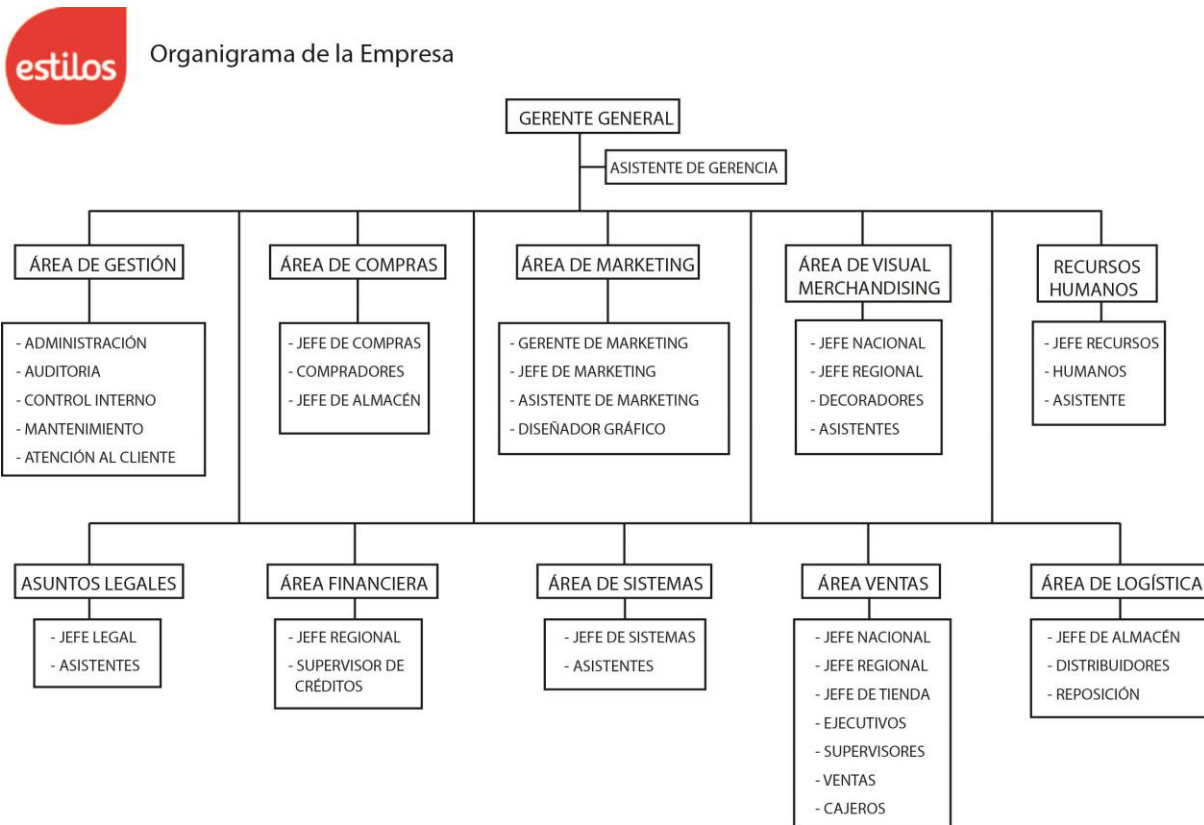 estilos
Organigrama de la Empresa
GERENTE GENERAL
ASISTENTE DE GERENCIA
ÁREA DE GESTIÓN
- ADMINISTRACIÓN
- AUDITORIA
- CONTROL INTERNO
- MANTENIMIENTO
- ATENCIÓN AL CLIENTE
ÁREA DE COMPRAS
- JEFE DE COMPRAS
- COMPRADORES
- JEFE DE ALMACÉN
ÁREA DE MARKETING
- GERENTE DE MARKETING
- JEFE DE MARKETING
- ASISTENTE DE MARKETING
- DISEÑADOR GRÁFICO
ÁREA DE VISUAL
MERCHANDISING
- JEFE NACIONAL
- JEFE REGIONAL
- DECORADORES
- ASISTENTES
RECURSOS
HUMANOS
- JEFE RECURSOS
- HUMANOS
- ASISTENTE
ASUNTOS LEGALES
- JEFE LEGAL
- ASISTENTES
ÁREA FINANCIERA
- JEFE REGIONAL
- SUPERVISOR DE
CRÉDITOS
ÁREA DE SISTEMAS
- JEFE DE SISTEMAS
- ASISTENTES
ÁREA VENTAS
- JEFE NACIONAL
- JEFE REGIONAL
- JEFE DE TIENDA
- EJECUTIVOS
- SUPERVISORES
- VENTAS
- CAJEROS
ÁREA DE LOGÍSTICA
- JEFE DE ALMACÉN
- DISTRIBUIDORES
- REPOSICIÓN